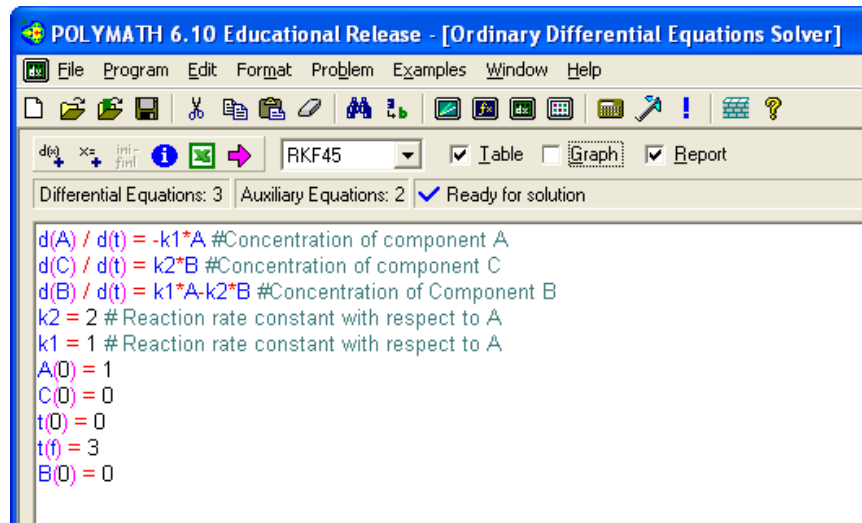 POLYMATH 6.10 Educational Release - [Ordinary Differential Equations Solver]
File Program Edit Format Problem Examples Window Help
d(x) x= ini- finl RKF45 Table Graph Report
Differential Equations: 3 Auxiliary Equations: 2 Ready for solution
d(A) / d(t) = -k1*A #Concentration of component A
d(C) / d(t) = k2*B #Concentration of component C
d(B) / d(t) = k1*A-k2*B #Concentration of Component B
k2 = 2 # Reaction rate constant with respect to A
k1 = 1 # Reaction rate constant with respect to A
A(0) = 1
C(0) = 0
t(0) = 0
t(f) = 3
B(0) = 0